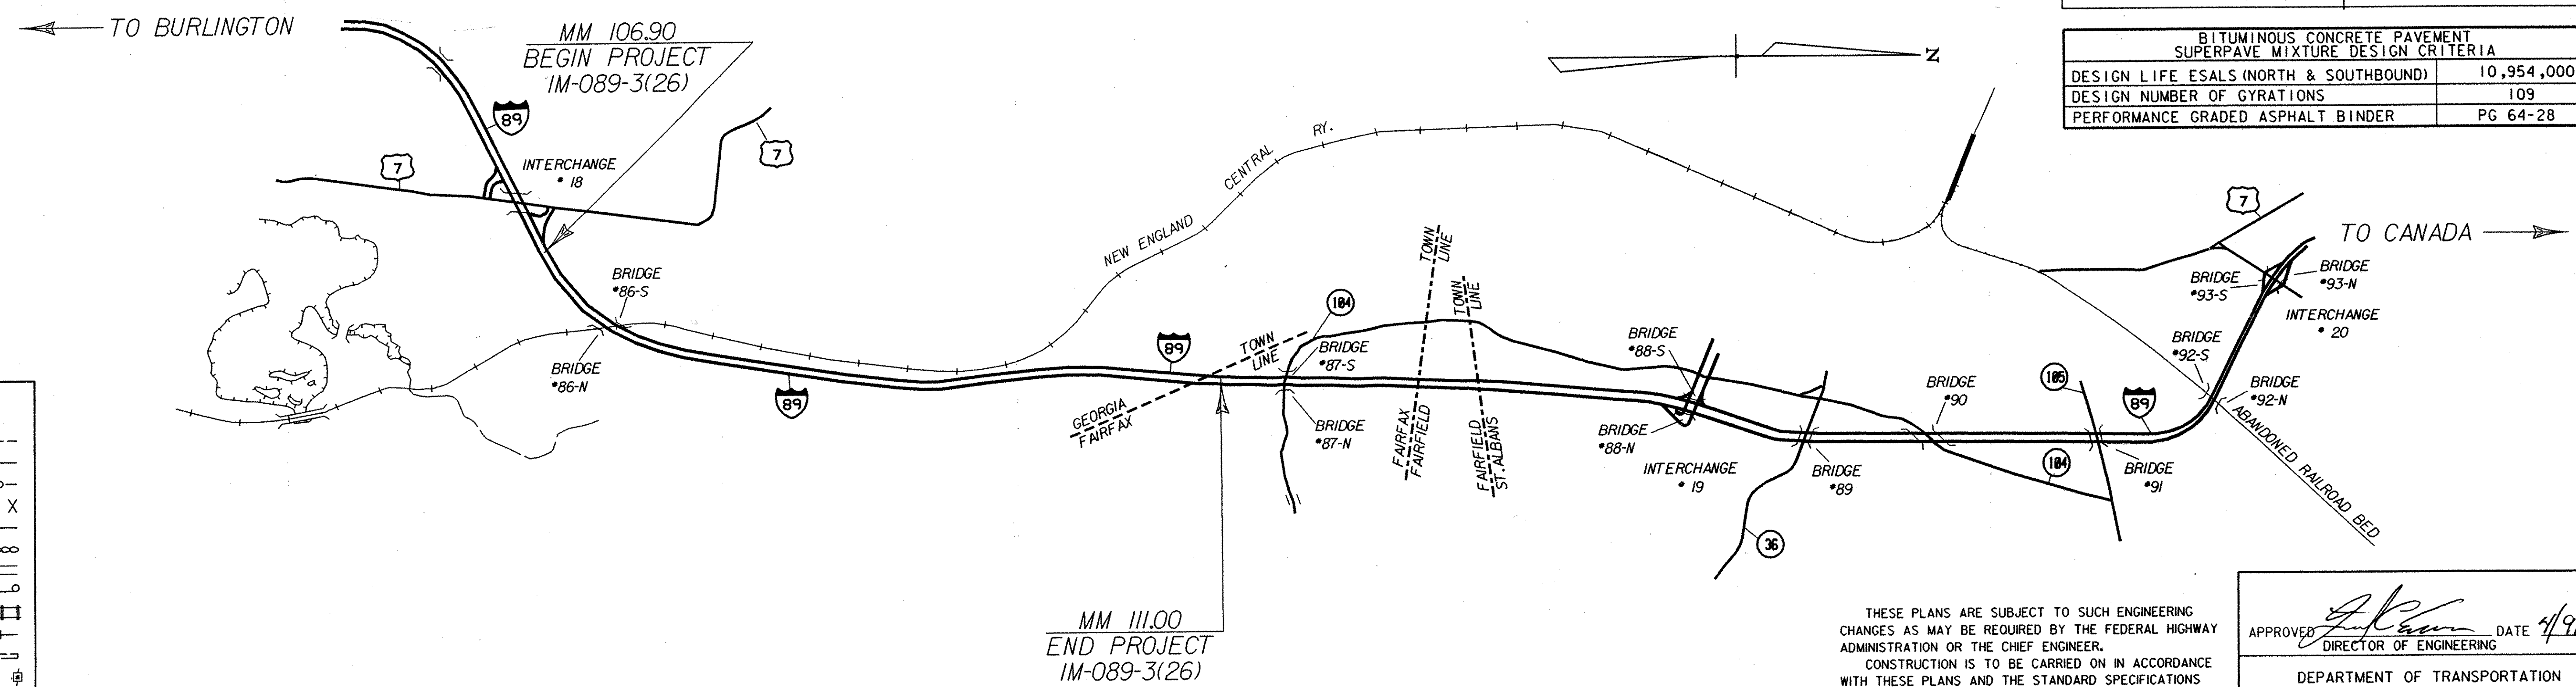 TO BURLINGTON
MM 106.90
BEGIN PROJECT
IM-089-3(26)
N
BITUMINOUS CONCRETE PAVEMENT
SUPERPAVE MIXTURE DESIGN CRITERIA
DESIGN LIFE ESALS (NORTH & SOUTHBOUND) 10,954,000
DESIGN NUMBER OF GYRATIONS 109
PERFORMANCE GRADED ASPHALT BINDER PG 64-28
89
7
7
INTERCHANGE
# 18
NEW ENGLAND CENTRAL RY.
BRIDGE
#86-S
BRIDGE
#86-N
89
89
TOWN
LINE
GEORGIA
FAIRFAX
104
BRIDGE
#87-S
BRIDGE
#87-N
TOWN
LINE
FAIRFAX
FAIRFIELD
TOWN
LINE
FAIRFIELD
ST. ALBANS
BRIDGE
#88-S
BRIDGE
#88-N
INTERCHANGE
# 19
36
BRIDGE
#89
BRIDGE
#90
104
105
BRIDGE
#91
89
BRIDGE
#92-S
BRIDGE
#92-N
ABANDONED RAILROAD BED
7
BRIDGE
#93-S
BRIDGE
#93-N
INTERCHANGE
# 20
TO CANADA
MM 111.00
END PROJECT
IM-089-3(26)
THESE PLANS ARE SUBJECT TO SUCH ENGINEERING
CHANGES AS MAY BE REQUIRED BY THE FEDERAL HIGHWAY
ADMINISTRATION OR THE CHIEF ENGINEER.
CONSTRUCTION IS TO BE CARRIED ON IN ACCORDANCE
WITH THESE PLANS AND THE STANDARD SPECIFICATIONS
APPROVED DATE
DIRECTOR OF ENGINEERING
DEPARTMENT OF TRANSPORTATION